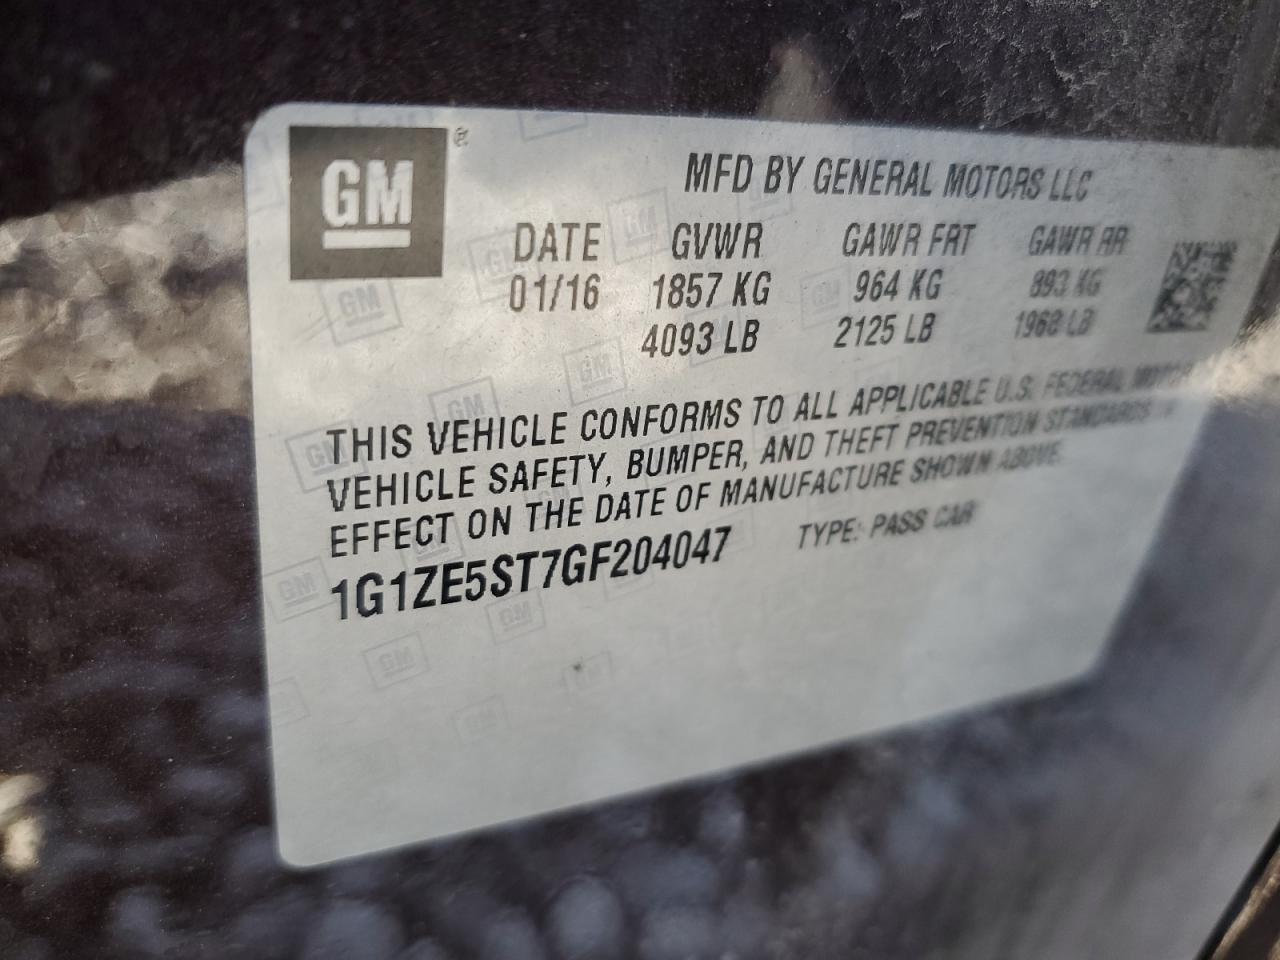 GM
MFD BY GENERAL MOTORS LLC
DATE GVWR GAWR FRT GAWR RR
01/16 1857 KG 964 KG 893 KG
4093 LB 2125 LB 1968 LB
THIS VEHICLE CONFORMS TO ALL APPLICABLE U.S. FEDERAL MOTOR
VEHICLE SAFETY, BUMPER, AND THEFT PREVENTION STANDARDS IN
EFFECT ON THE DATE OF MANUFACTURE SHOWN ABOVE.
1G1ZE5ST7GF204047 TYPE: PASS CAR